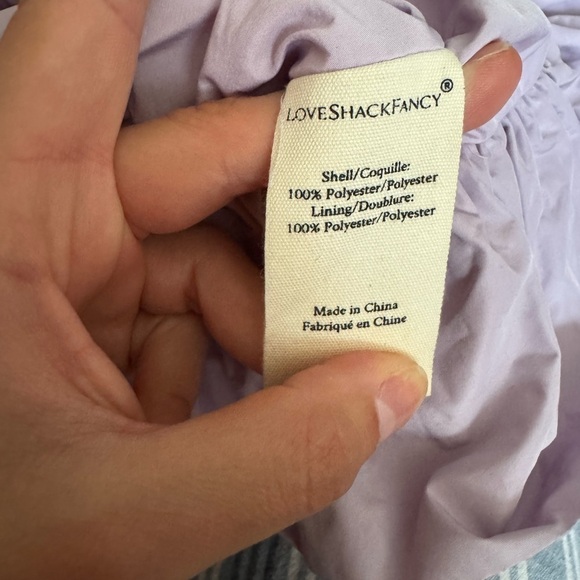 LOVESHACKFANCY®
Shell/Coquille:
100% Polyester/Polyester
Lining/Doublure:
100% Polyester/Polyester
Made in China
Fabriqué en Chine